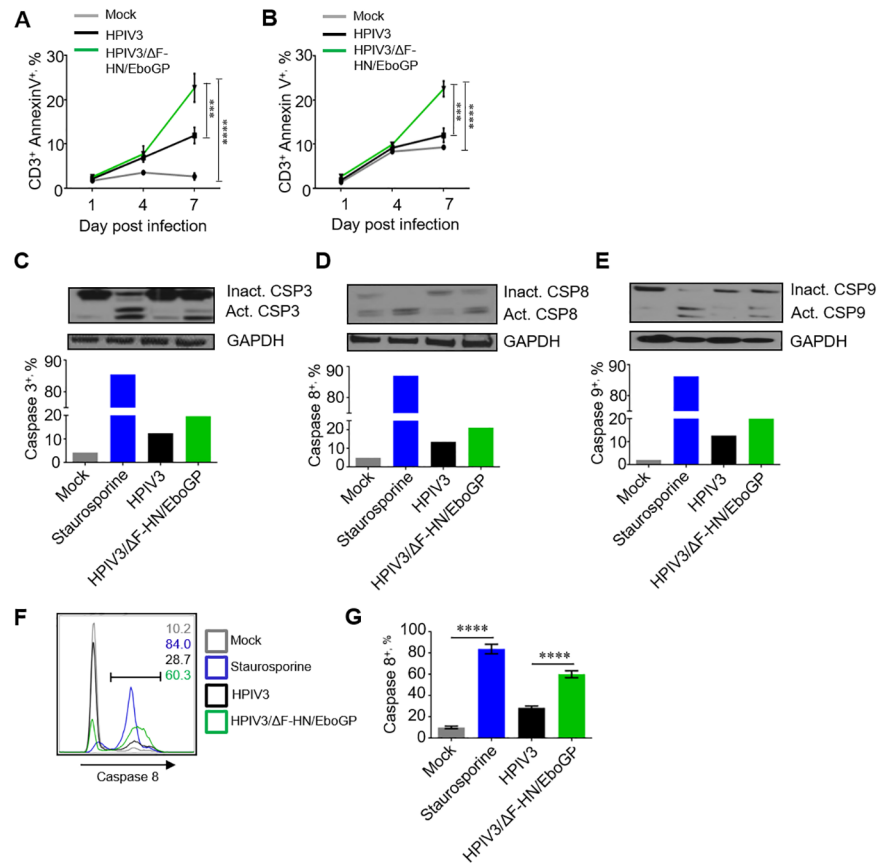 A
Mock
HPIV3
HPIV3/ΔF-
HN/EboGP
30
20
10
0
CD3⁺ AnnexinV⁺, %
1 4 7
Day post infection
***
****
B
Mock
HPIV3
HPIV3/ΔF-
HN/EboGP
30
20
10
0
CD3⁺ Annexin V⁺, %
1 4 7
Day post infection
***
****
C
Inact. CSP3
Act. CSP3
GAPDH
Caspase 3⁺, %
90
80
20
10
0
Mock
Staurosporine
HPIV3
HPIV3/ΔF-HN/EboGP
D
Inact. CSP8
Act. CSP8
GAPDH
Caspase 8⁺, %
90
80
20
10
0
Mock
Staurosporine
HPIV3
HPIV3/ΔF-HN/EboGP
E
Inact. CSP9
Act. CSP9
GAPDH
Caspase 9⁺, %
90
80
20
10
0
Mock
Staurosporine
HPIV3
HPIV3/ΔF-HN/EboGP
F
10.2
84.0
28.7
60.3
Caspase 8
Mock
Staurosporine
HPIV3
HPIV3/ΔF-HN/EboGP
G
Caspase 8⁺, %
100
80
60
40
20
0
****
****
Mock
Staurosporine
HPIV3
HPIV3/ΔF-HN/EboGP